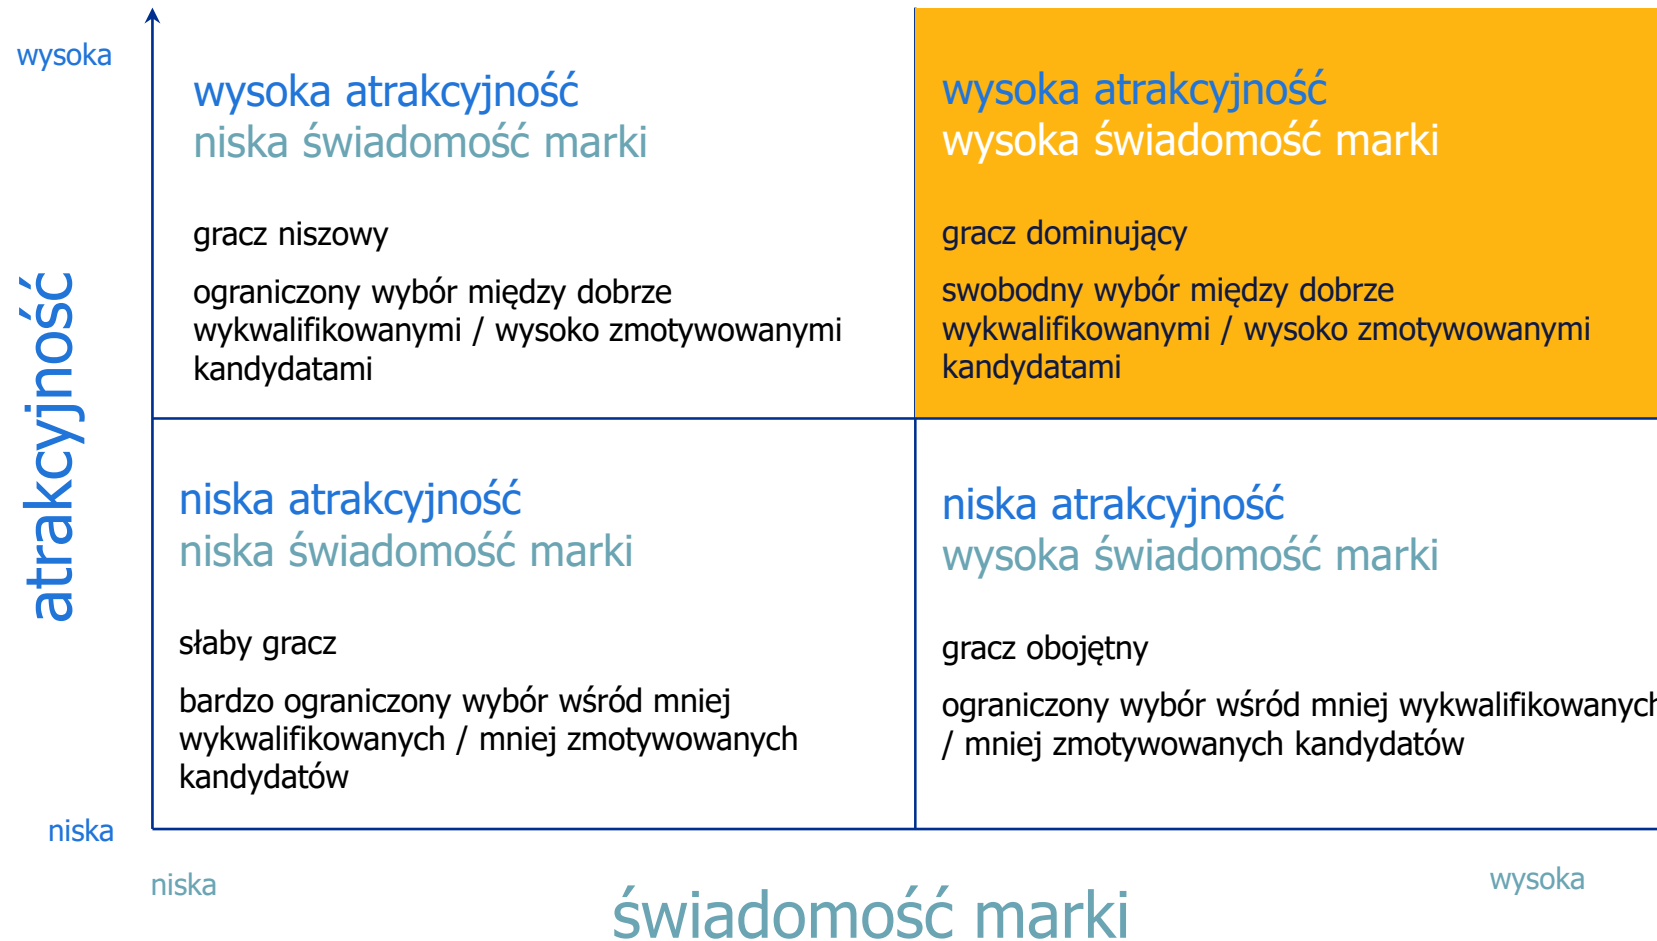 wysoka
wysoka atrakcyjność
niska świadomość marki
gracz niszowy
ograniczony wybór między dobrze
wykwalifikowanymi / wysoko zmotywowanymi
kandydatami
wysoka atrakcyjność
wysoka świadomość marki
gracz dominujący
swobodny wybór między dobrze
wykwalifikowanymi / wysoko zmotywowanymi
kandydatami
atrakcyjność
niska atrakcyjność
niska świadomość marki
słaby gracz
bardzo ograniczony wybór wśród mniej
wykwalifikowanych / mniej zmotywowanych
kandydatów
niska atrakcyjność
wysoka świadomość marki
gracz obojętny
ograniczony wybór wśród mniej wykwalifikowanych
/ mniej zmotywowanych kandydatów
niska
niska
świadomość marki
wysoka